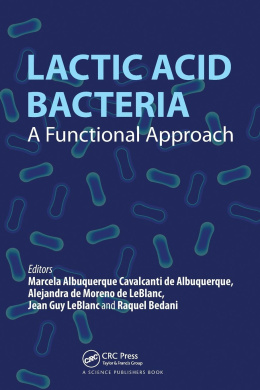 LACTIC ACID
BACTERIA
A Functional Approach
Editors
Marcela Albuquerque Cavalcanti de Albuquerque,
Alejandra de Moreno de LeBlanc,
Jean Guy LeBlanc and Raquel Bedani
CRC
CRC Press
Taylor & Francis Group
A SCIENCE PUBLISHERS BOOK